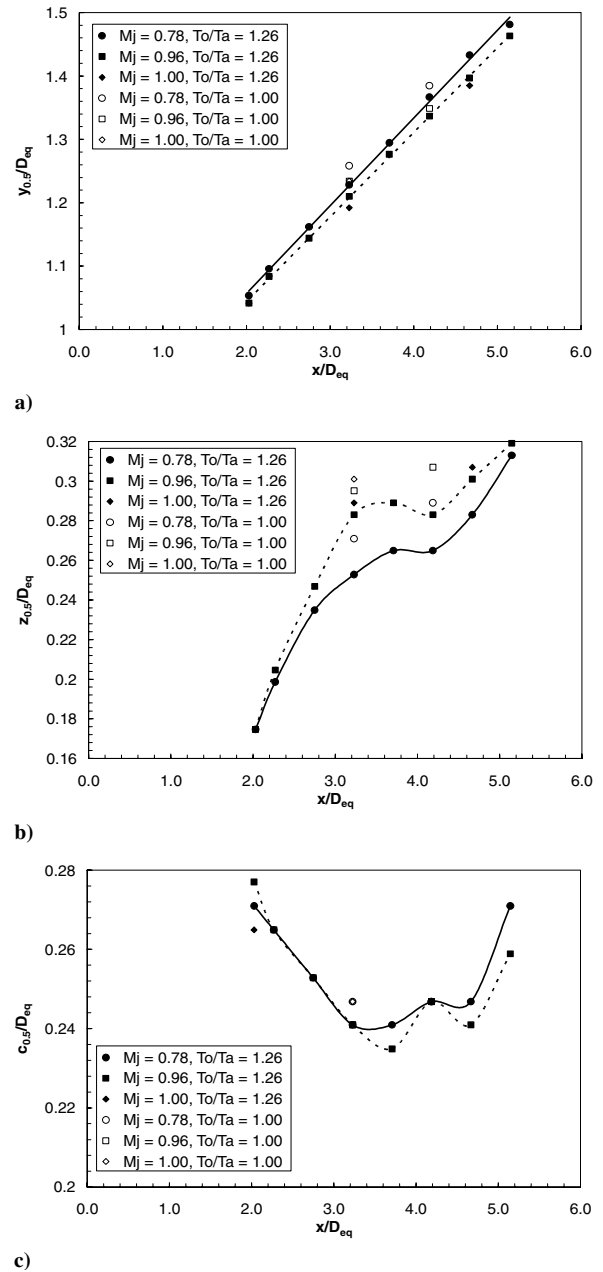 1.5
1.4
1.3
1.2
1.1
1
y0.5/Deq
Mj = 0.78, To/Ta = 1.26
Mj = 0.96, To/Ta = 1.26
Mj = 1.00, To/Ta = 1.26
Mj = 0.78, To/Ta = 1.00
Mj = 0.96, To/Ta = 1.00
Mj = 1.00, To/Ta = 1.00
0.0 1.0 2.0 3.0 4.0 5.0 6.0
x/Deq
a)
0.32
0.3
0.28
0.26
0.24
0.22
0.2
0.18
0.16
z0.5/Deq
Mj = 0.78, To/Ta = 1.26
Mj = 0.96, To/Ta = 1.26
Mj = 1.00, To/Ta = 1.26
Mj = 0.78, To/Ta = 1.00
Mj = 0.96, To/Ta = 1.00
Mj = 1.00, To/Ta = 1.00
0.0 1.0 2.0 3.0 4.0 5.0 6.0
x/Deq
b)
0.28
0.26
0.24
0.22
0.2
c0.5/Deq
Mj = 0.78, To/Ta = 1.26
Mj = 0.96, To/Ta = 1.26
Mj = 1.00, To/Ta = 1.26
Mj = 0.78, To/Ta = 1.00
Mj = 0.96, To/Ta = 1.00
Mj = 1.00, To/Ta = 1.00
0.0 1.0 2.0 3.0 4.0 5.0 6.0
x/Deq
c)